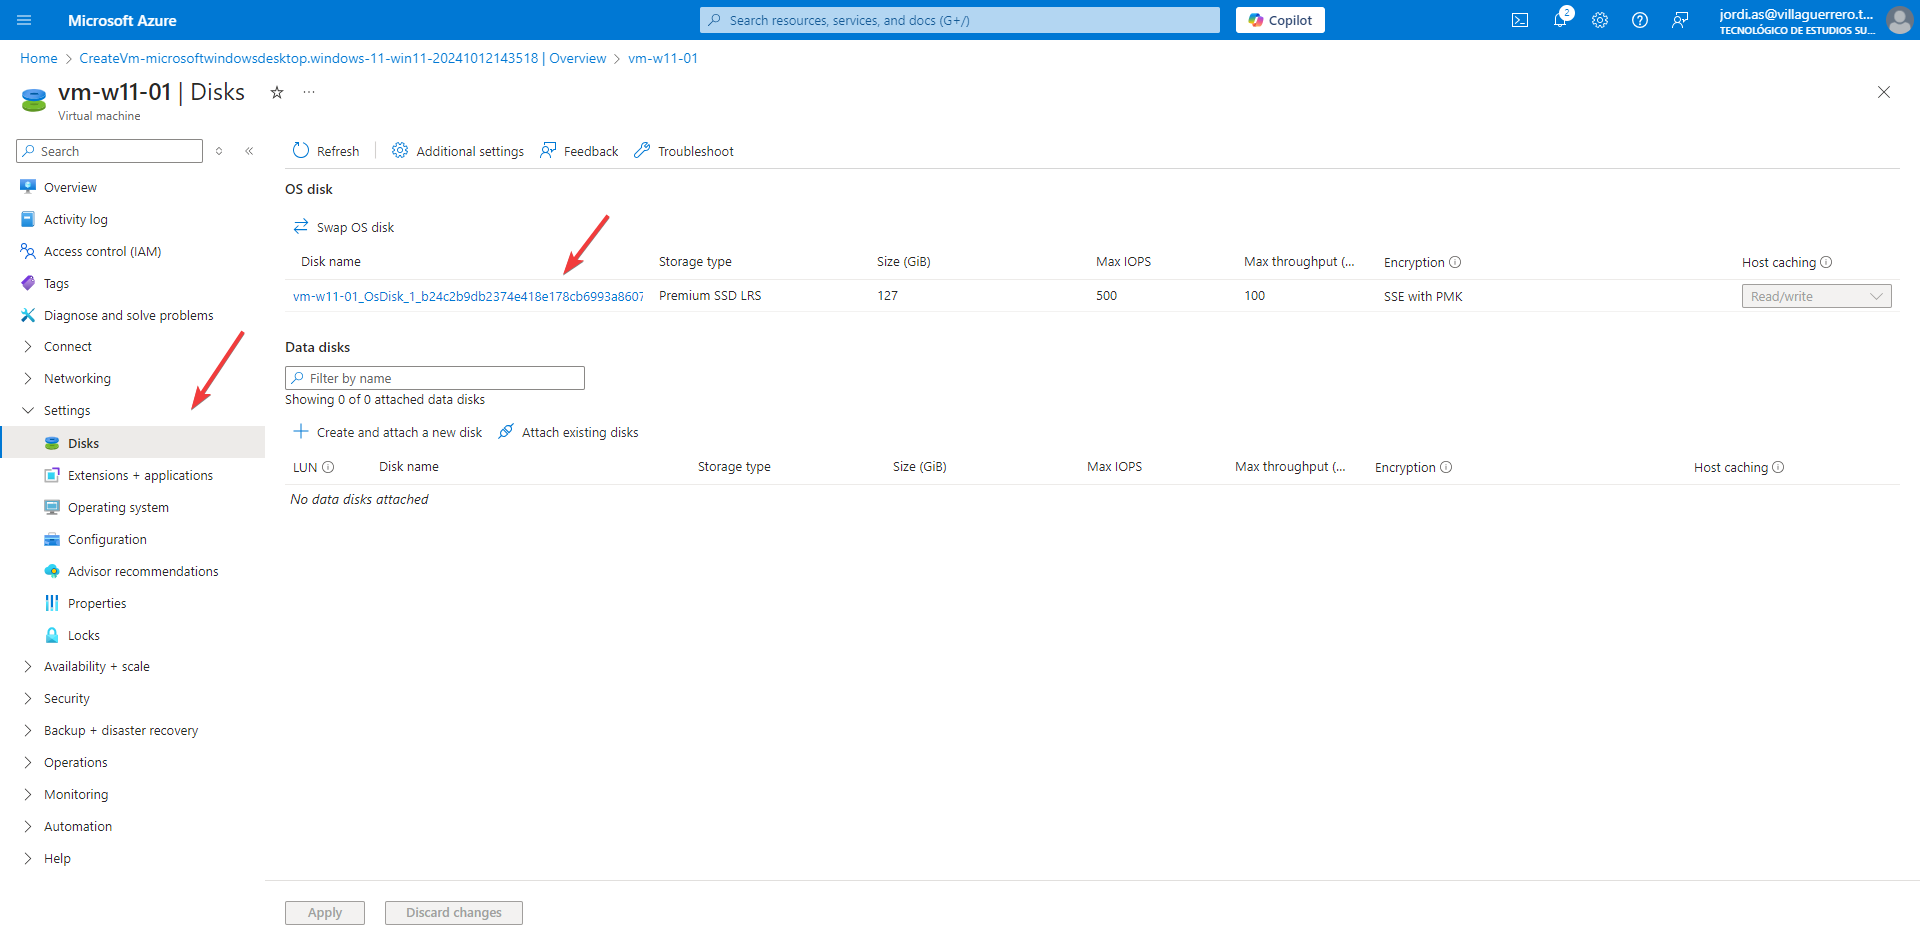 Microsoft Azure
Search resources, services, and docs (G+/)
Copilot
2
jordi.as@villaguerrero.t...
TECNOLÓGICO DE ESTUDIOS SU...
Home > CreateVm-microsoftwindowsdesktop.windows-11-win11-20241012143518 | Overview > vm-w11-01
vm-w11-01 | Disks
Virtual machine
Search
Overview
Activity log
Access control (IAM)
Tags
Diagnose and solve problems
Connect
Networking
Settings
Disks
Extensions + applications
Operating system
Configuration
Advisor recommendations
Properties
Locks
Availability + scale
Security
Backup + disaster recovery
Operations
Monitoring
Automation
Help
Refresh
Additional settings
Feedback
Troubleshoot
OS disk
Swap OS disk
Disk name Storage type Size (GiB) Max IOPS Max throughput (... Encryption Host caching
vm-w11-01_OsDisk_1_b24c2b9db2374e418e178cb6993a8607 Premium SSD LRS 127 500 100 SSE with PMK Read/write
Data disks
Filter by name
Showing 0 of 0 attached data disks
Create and attach a new disk Attach existing disks
LUN Disk name Storage type Size (GiB) Max IOPS Max throughput (... Encryption Host caching
No data disks attached
Apply
Discard changes